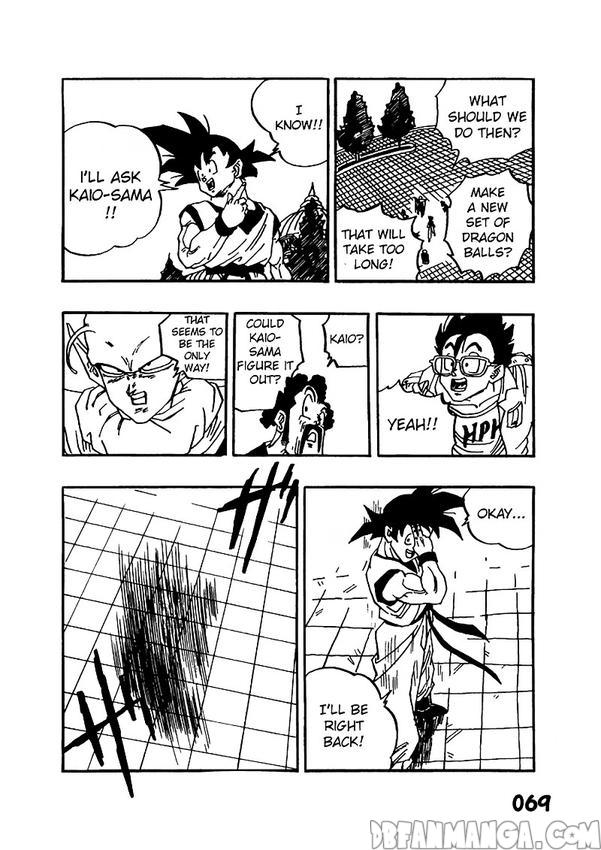 WHAT
SHOULD WE
DO THEN?
MAKE
A NEW
SET OF
DRAGON
BALLS?
THAT WILL
TAKE TOO
LONG!
I
KNOW!!
I'LL ASK
KAIO-SAMA
!!
YEAH!!
HPH
KAIO?
COULD
KAIO-
SAMA
FIGURE IT
OUT?
THAT
SEEMS TO
BE THE
ONLY
WAY!
OKAY...
I'LL BE
RIGHT
BACK!
069
DBFANMANGA.COM